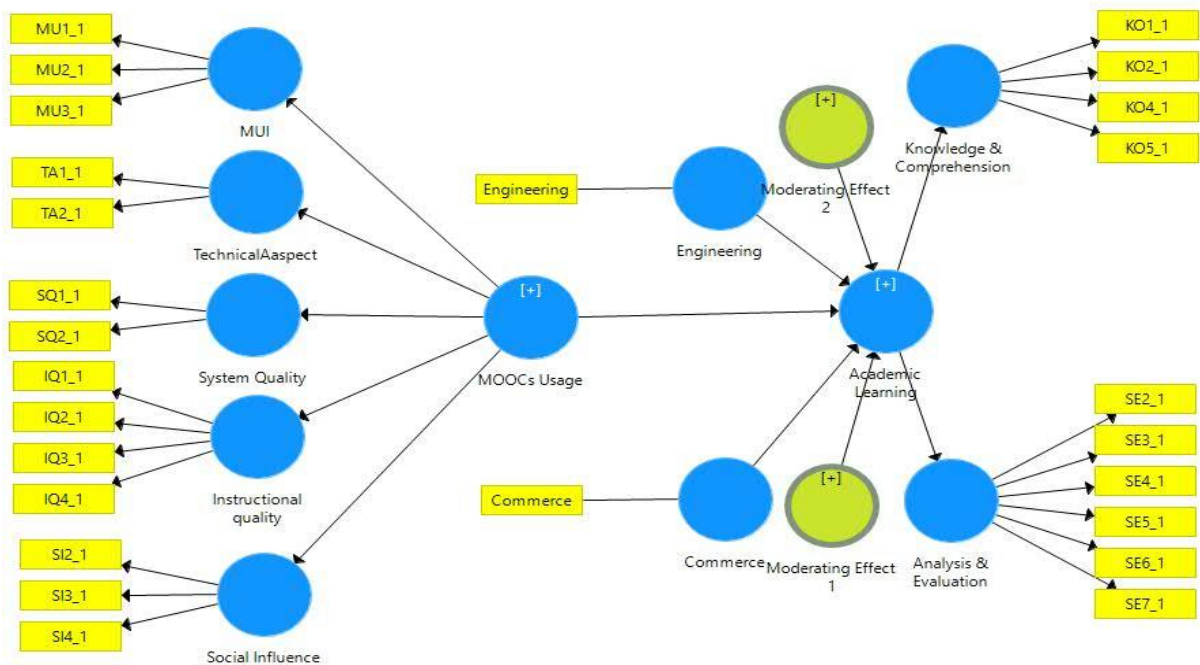 MU1_1
MU2_1
MU3_1
MUI
TA1_1
TA2_1
TechnicalAaspect
SQ1_1
SQ2_1
System Quality
IQ1_1
IQ2_1
IQ3_1
IQ4_1
Instructional
quality
SI2_1
SI3_1
SI4_1
Social Influence
[+]
MOOCs Usage
Engineering
Engineering
[+]
Moderating Effect
2
Commerce
Commerce
[+]
Moderating Effect
1
[+]
Academic
Learning
Knowledge &
Comprehension
KO1_1
KO2_1
KO4_1
KO5_1
Analysis &
Evaluation
SE2_1
SE3_1
SE4_1
SE5_1
SE6_1
SE7_1